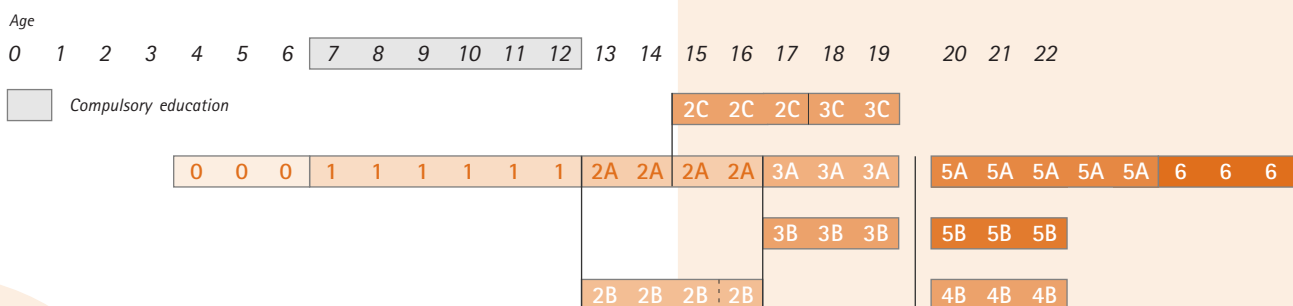 Age
0 1 2 3 4 5 6 7 8 9 10 11 12 13 14 15 16 17 18 19 20 21 22
Compulsory education
2C 2C 2C 3C 3C
0 0 0 1 1 1 1 1 1 2A 2A 2A 2A 3A 3A 3A 5A 5A 5A 5A 5A 6 6 6
3B 3B 3B 5B 5B 5B
2B 2B 2B 2B 4B 4B 4B